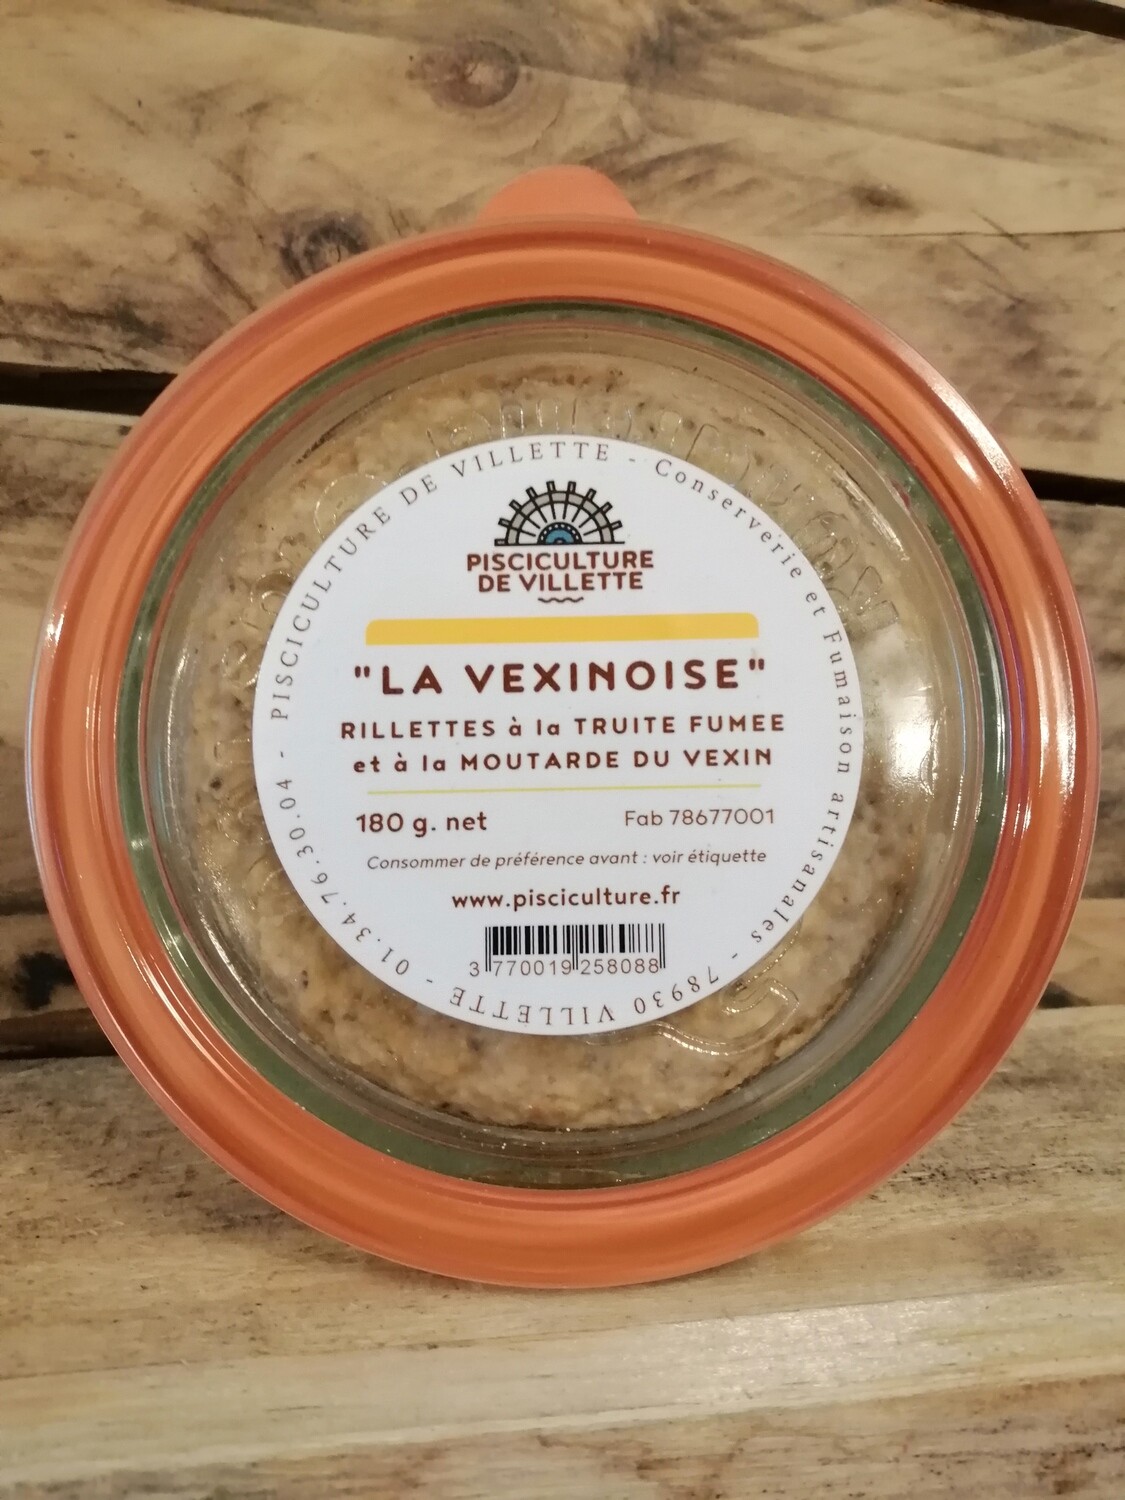 PISCICULTURE DE VILLETTE - Conserverie et Fumaison artisanales - 78930 VILLETTE - 01.34.76.30.04 -
PISCICULTURE
DE VILLETTE
"LA VEXINOISE"
RILLETTES à la TRUITE FUMEE
et à la MOUTARDE DU VEXIN
180 g. net
Fab 78677001
Consommer de préférence avant : voir étiquette
www.pisciculture.fr
3 770019 258088